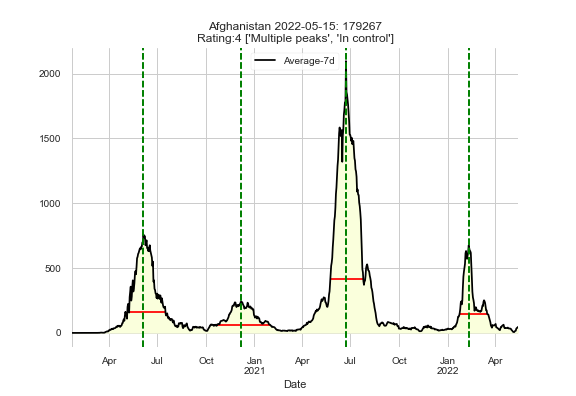 Afghanistan 2022-05-15: 179267
Rating:4 ['Multiple peaks', 'In control']
Average-7d
2000
1500
1000
500
0
Apr Jul Oct Jan Apr Jul Oct Jan Apr
2021 2022
Date